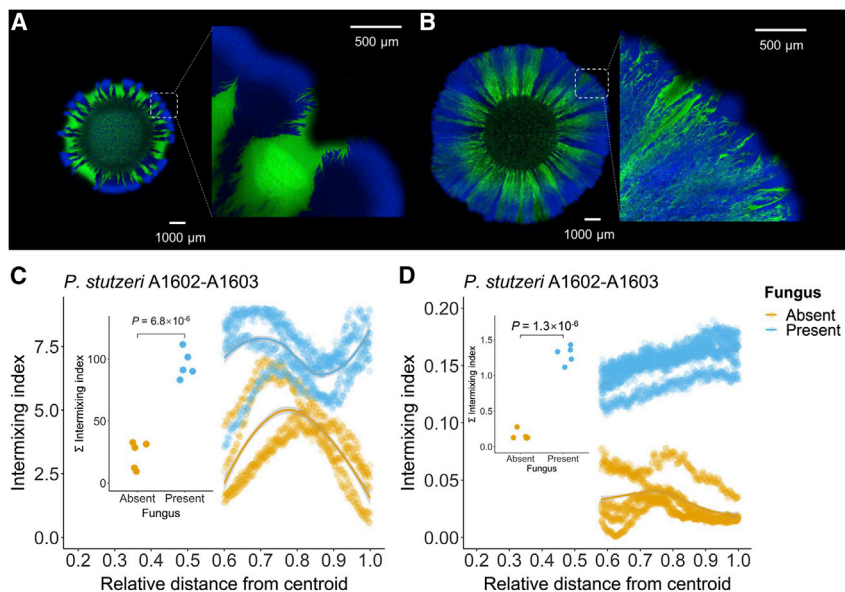 A
500 µm
1000 µm
B
500 µm
1000 µm
C
P. stutzeri A1602-A1603
Intermixing index
7.5
5.0
2.5
0.0
0.2 0.3 0.4 0.5 0.6 0.7 0.8 0.9 1.0
Relative distance from centroid
P = 6.8×10⁻⁶
Σ Intermixing index
100
50
0
Absent Present
Fungus
D
P. stutzeri A1602-A1603
Intermixing index
0.20
0.15
0.10
0.05
0.00
0.2 0.3 0.4 0.5 0.6 0.7 0.8 0.9 1.0
Relative distance from centroid
P = 1.3×10⁻⁶
Σ Intermixing index
1.5
1.0
0.5
0.0
Absent Present
Fungus
Fungus
Absent
Present